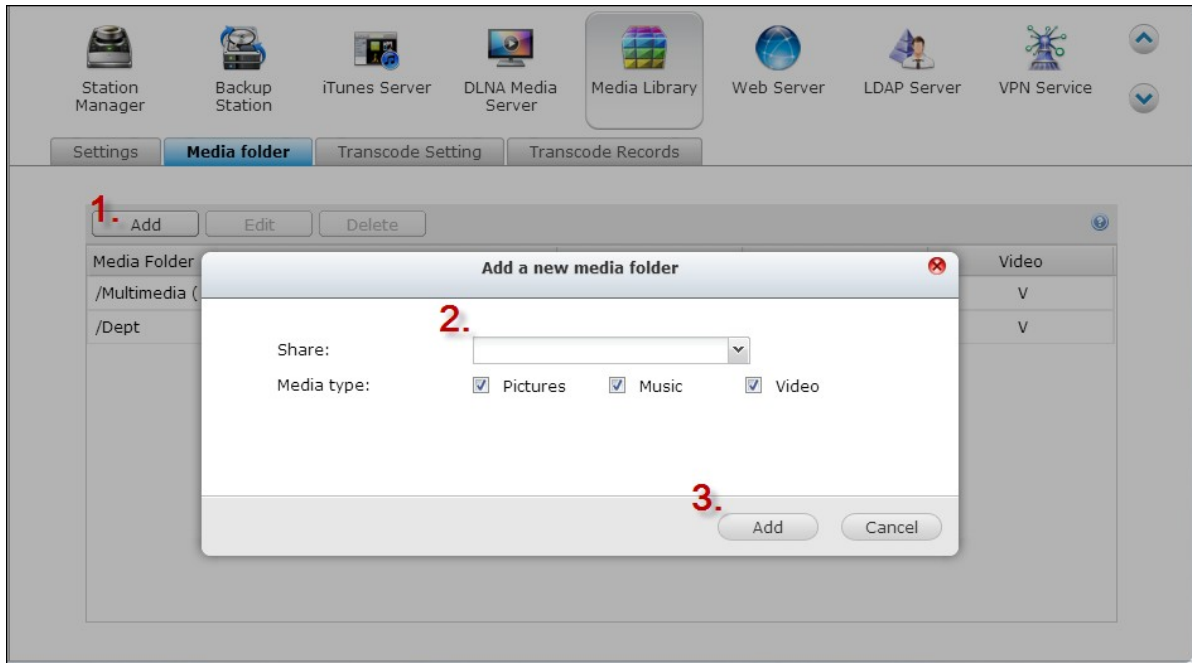 Station Manager
Backup Station
iTunes Server
DLNA Media Server
Media Library
Web Server
LDAP Server
VPN Service
Settings
Media folder
Transcode Setting
Transcode Records
1.
Add
Edit
Delete
Media Folder
Video
/Multimedia (
V
/Dept
V
Add a new media folder
2.
Share:
Media type:
Pictures
Music
Video
3.
Add
Cancel